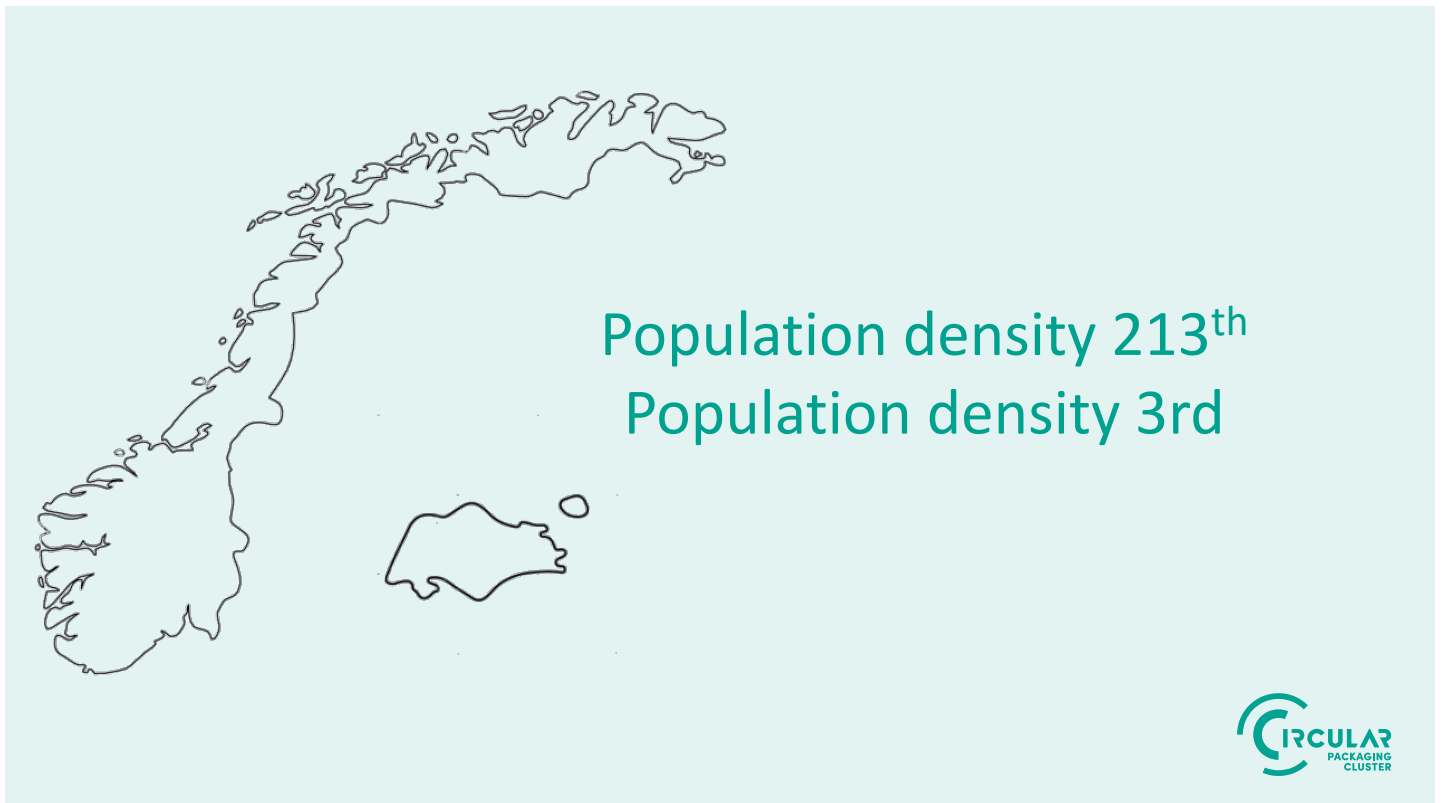 Population density 213th
Population density 3rd
CIRCULAR
PACKAGING
CLUSTER